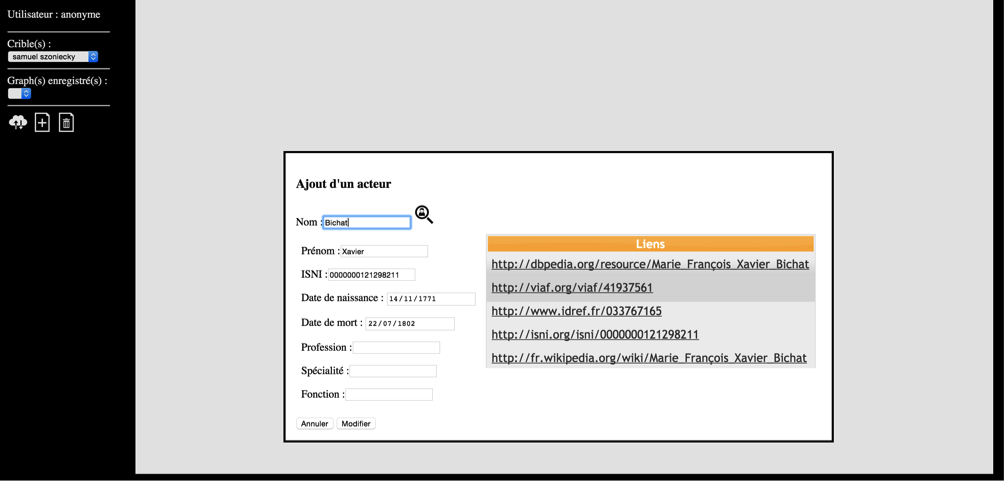 Utilisateur : anonyme
Crible(s) :
samuel szoniecky
Graph(s) enregistré(s) :
Ajout d'un acteur
Nom : Bichat
Prénom : Xavier
ISNI : 0000000121298211
Date de naissance : 14/11/1771
Date de mort : 22/07/1802
Profession :
Spécialité :
Fonction :
Annuler Modifier
Liens
http://dbpedia.org/resource/Marie_François_Xavier_Bichat
http://viaf.org/viaf/41937561
http://www.idref.fr/033767165
http://isni.org/isni/0000000121298211
http://fr.wikipedia.org/wiki/Marie_François_Xavier_Bichat